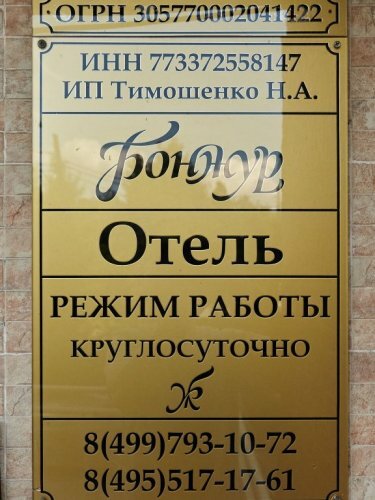 ОГРН 305770002041422
ИНН 773372558147
ИП Тимошенко Н.А.
Бонжур
Отель
РЕЖИМ РАБОТЫ
КРУГЛОСУТОЧНО
Ж
8(499)793-10-72
8(495)517-17-61